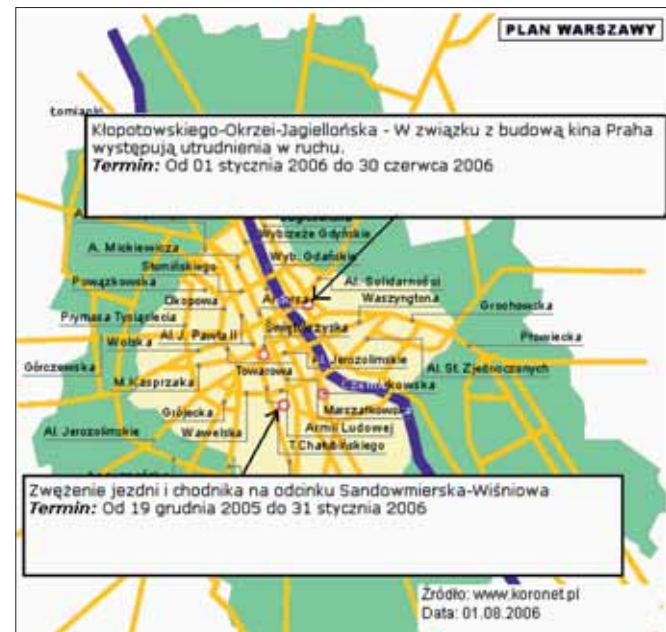 PLAN WARSZAWY
Łomianki
Kłopotowskiego-Okrzei-Jagiellońska - W związku z budową kina Praha
występują utrudnienia w ruchu.
Termin: Od 01 stycznia 2006 do 30 czerwca 2006
Wybrzeże Gdyńskie
A. Mickiewicza
Wyb. Gdańskie
Słomińskiego
Al. Solidarności
Powązkowska
Waszyngtona
Okopowa
Grochowska
Prymasa Tysiąclecia
Świętokrzyska
Al. J. Pawła II
Płowiecka
Wolska
Jerozolimskie
Górczewska
Al. St. Zjednoczonych
Towarowa
M.Kasprzaka
Marszałkowska
Grójecka
Armii Ludowej
Al. Jerozolimskie
Wawelska
T.Chałubińskiego
Zwężenie jezdni i chodnika na odcinku Sandowmierska-Wiśniowa
Termin: Od 19 grudnia 2005 do 31 stycznia 2006
Źródło: www.koronet.pl
Data: 01.08.2006